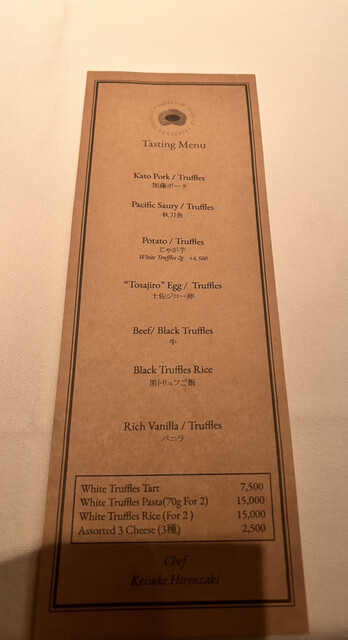 Tasting Menu
Kato Pork / Truffles
加藤ポーク
Pacific Saury / Truffles
秋刀魚
Potato / Truffles
じゃが芋
White Truffles 2g +6,500
"Tosajiro" Egg / Truffles
土佐ジロー卵
Beef/ Black Truffles
牛
Black Truffles Rice
黒トリュフご飯
Rich Vanilla / Truffles
バニラ
White Truffles Tart 7,500
White Truffles Pasta(70g For 2) 15,000
White Truffles Rice (For 2 ) 15,000
Assorted 3 Cheese (3種) 2,500
Chef
Keisuke Hirenzaki